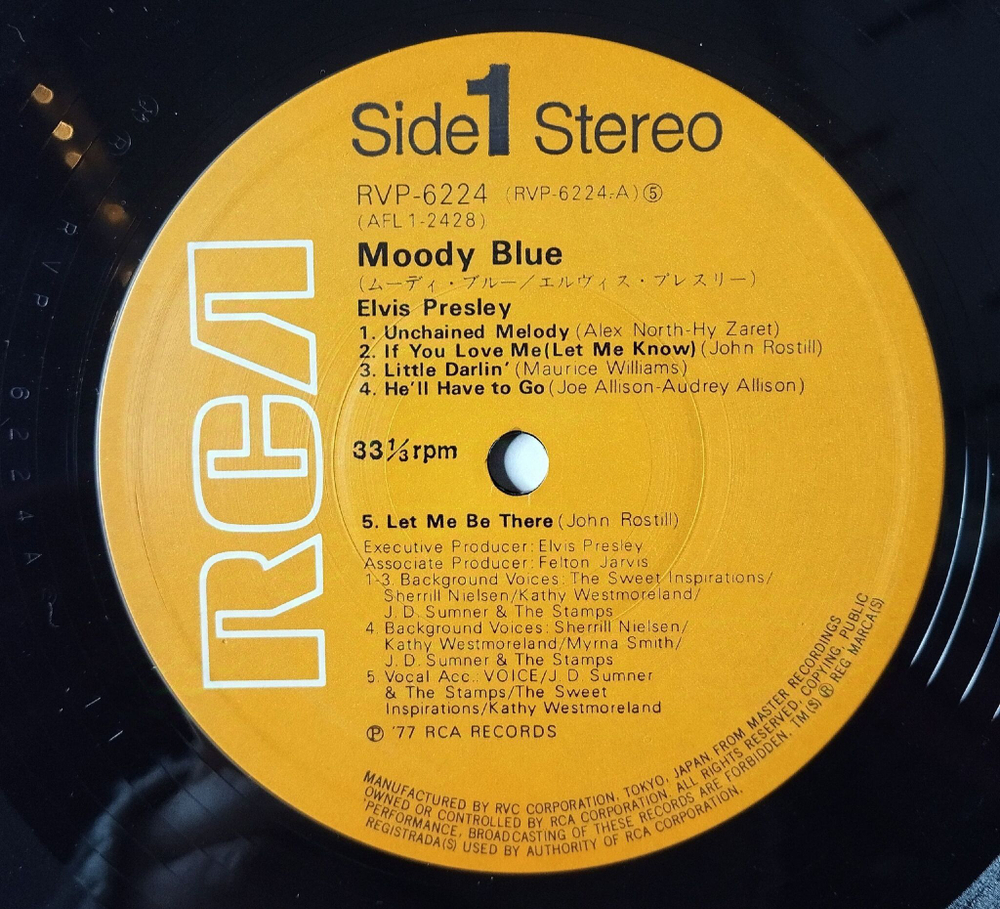 Side 1 Stereo
RVP-6224 (RVP-6224-A)⑤
(AFL1-2428)
Moody Blue
(ムーディ・ブルー/エルヴィス・プレスリー)
Elvis Presley
1. Unchained Melody (Alex North-Hy Zaret)
2. If You Love Me(Let Me Know) (John Rostill)
3. Little Darlin' (Maurice Williams)
4. He'll Have to Go (Joe Allison-Audrey Allison)
33 1/3 rpm
5. Let Me Be There (John Rostill)
Executive Producer: Elvis Presley
Associate Producer: Felton Jarvis
1-3. Background Voices: The Sweet Inspirations/
Sherrill Nielsen/Kathy Westmoreland/
J. D. Sumner & The Stamps
4. Background Voices: Sherrill Nielsen/
Kathy Westmoreland/Myrna Smith/
J. D. Sumner & The Stamps
5. Vocal Acc.: VOICE/J. D. Sumner
& The Stamps/The Sweet
Inspirations/Kathy Westmoreland
℗ '77 RCA RECORDS
MANUFACTURED BY RVC CORPORATION, TOKYO, JAPAN FROM MASTER RECORDINGS
OWNED OR CONTROLLED BY RCA CORPORATION. ALL RIGHTS RESERVED, COPYING, PUBLIC
PERFORMANCE, BROADCASTING OF THESE RECORDS ARE FORBIDDEN. TM(S) ® REG MARCA(S)
REGISTRADA(S) USED BY AUTHORITY OF RCA CORPORATION.
RCA
RVP 6224 A